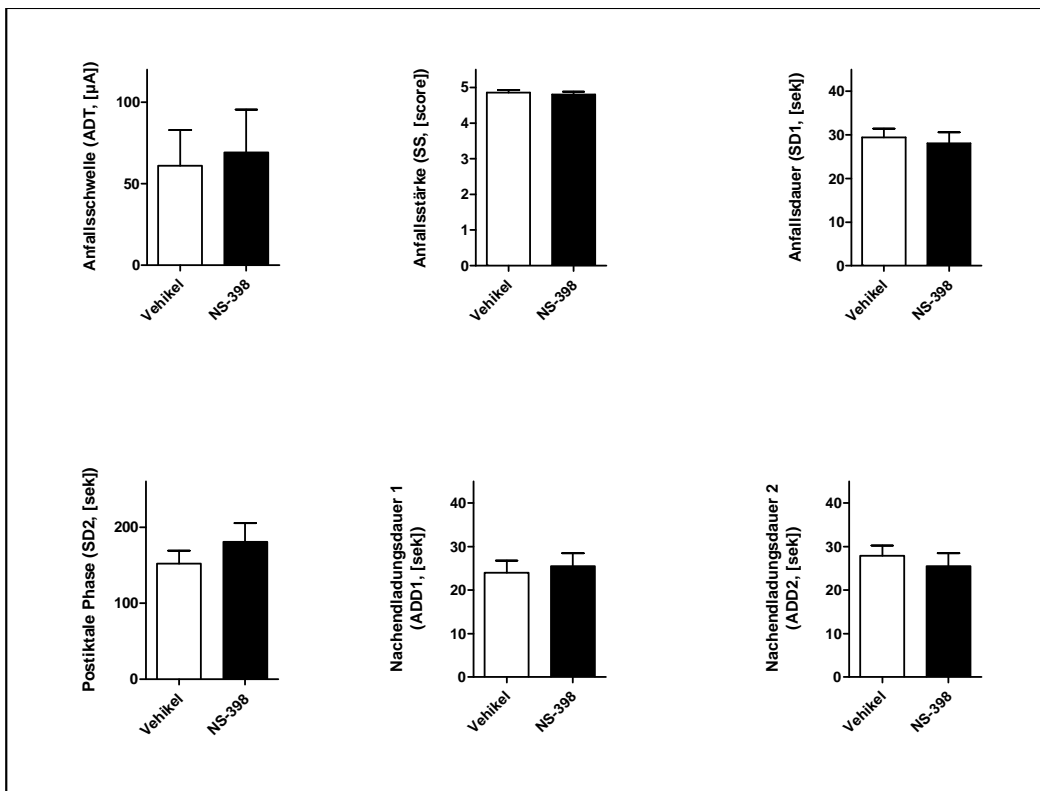 Anfallsschwelle (ADT, [µA])
100
50
0
Vehikel
NS-398
Anfallsstärke (SS, [score])
5
4
3
2
1
0
Vehikel
NS-398
Anfallsdauer (SD1, [sek])
40
30
20
10
0
Vehikel
NS-398
Postiktale Phase (SD2, [sek])
200
100
0
Vehikel
NS-398
Nachendladungsdauer 1
(ADD1, [sek])
40
30
20
10
0
Vehikel
NS-398
Nachendladungsdauer 2
(ADD2, [sek])
40
30
20
10
0
Vehikel
NS-398